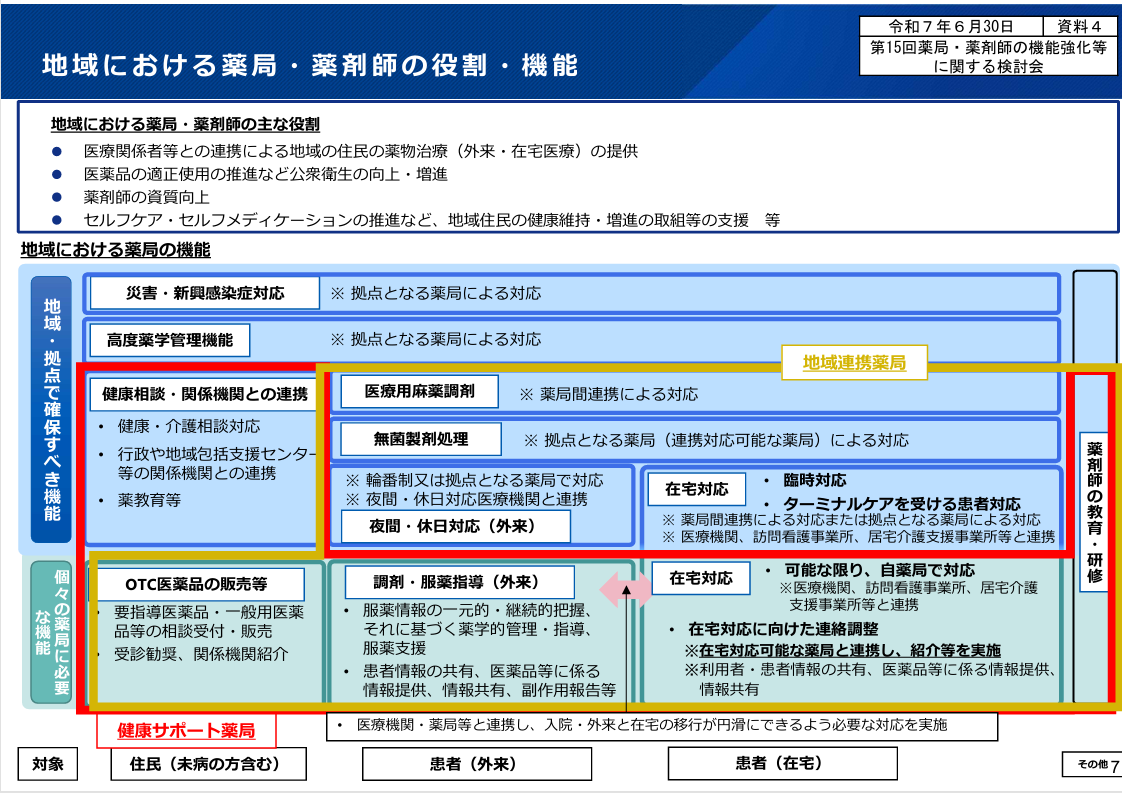 令和７年６月30日
資料４
第15回薬局・薬剤師の機能強化等
に関する検討会
地域における薬局・薬剤師の役割・機能
地域における薬局・薬剤師の主な役割
● 医療関係者等との連携による地域の住民の薬物治療（外来・在宅医療）の提供
● 医薬品の適正使用の推進など公衆衛生の向上・増進
● 薬剤師の資質向上
● セルフケア・セルフメディケーションの推進など、地域住民の健康維持・増進の取組等の支援　等
地域における薬局の機能
地域・拠点で確保すべき機能
災害・新興感染症対応
※ 拠点となる薬局による対応
高度薬学管理機能
※ 拠点となる薬局による対応
地域連携薬局
健康相談・関係機関との連携
• 健康・介護相談対応
• 行政や地域包括支援センター
等の関係機関との連携
• 薬教育等
医療用麻薬調剤
※ 薬局間連携による対応
無菌製剤処理
※ 拠点となる薬局（連携対応可能な薬局）による対応
※ 輪番制又は拠点となる薬局で対応
※ 夜間・休日対応医療機関と連携
夜間・休日対応（外来）
在宅対応
• 臨時対応
• ターミナルケアを受ける患者対応
※ 薬局間連携による対応または拠点となる薬局による対応
※ 医療機関、訪問看護事業所、居宅介護支援事業所等と連携
薬剤師の教育・研修
個々の薬局に必要
な機能
OTC医薬品の販売等
• 要指導医薬品・一般用医薬
品等の相談受付・販売
• 受診勧奨、関係機関紹介
調剤・服薬指導（外来）
• 服薬情報の一元的・継続的把握、
それに基づく薬学的管理・指導、
服薬支援
• 患者情報の共有、医薬品等に係る
情報提供、情報共有、副作用報告等
在宅対応
• 可能な限り、自薬局で対応
※医療機関、訪問看護事業所、居宅介護
支援事業所等と連携
• 在宅対応に向けた連絡調整
※在宅対応可能な薬局と連携し、紹介等を実施
※利用者・患者情報の共有、医薬品等に係る情報提供、
情報共有
健康サポート薬局
• 医療機関・薬局等と連携し、入院・外来と在宅の移行が円滑にできるよう必要な対応を実施
対象
住民（未病の方含む）
患者（外来）
患者（在宅）
その他 7